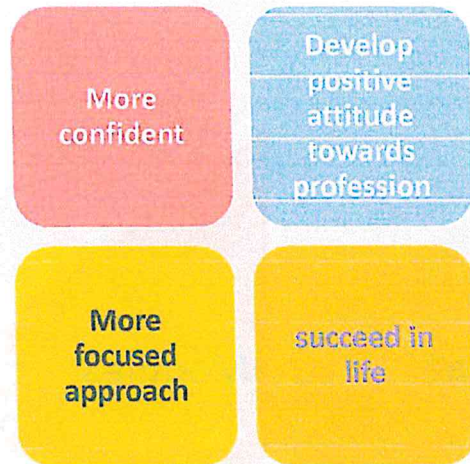 More
confident
Develop
positive
attitude
towards
profession
More
focused
approach
succeed in
life